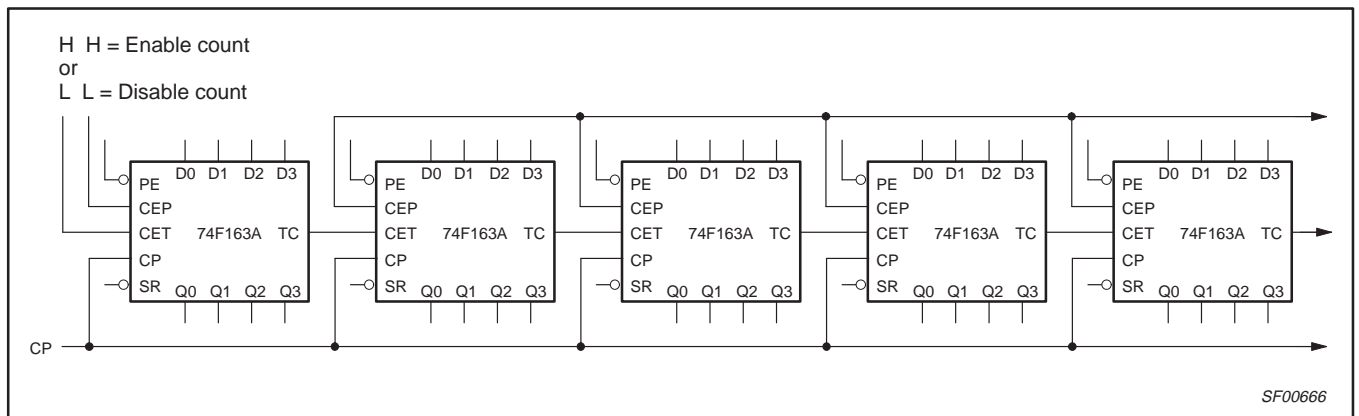 H H = Enable count
or
L L = Disable count
D0 D1 D2 D3
PE
CEP
CET 74F163A TC
CP
SR
Q0 Q1 Q2 Q3
D0 D1 D2 D3
PE
CEP
CET 74F163A TC
CP
SR
Q0 Q1 Q2 Q3
D0 D1 D2 D3
PE
CEP
CET 74F163A TC
CP
SR
Q0 Q1 Q2 Q3
D0 D1 D2 D3
PE
CEP
CET 74F163A TC
CP
SR
Q0 Q1 Q2 Q3
D0 D1 D2 D3
PE
CEP
CET 74F163A TC
CP
SR
Q0 Q1 Q2 Q3
CP
SF00666